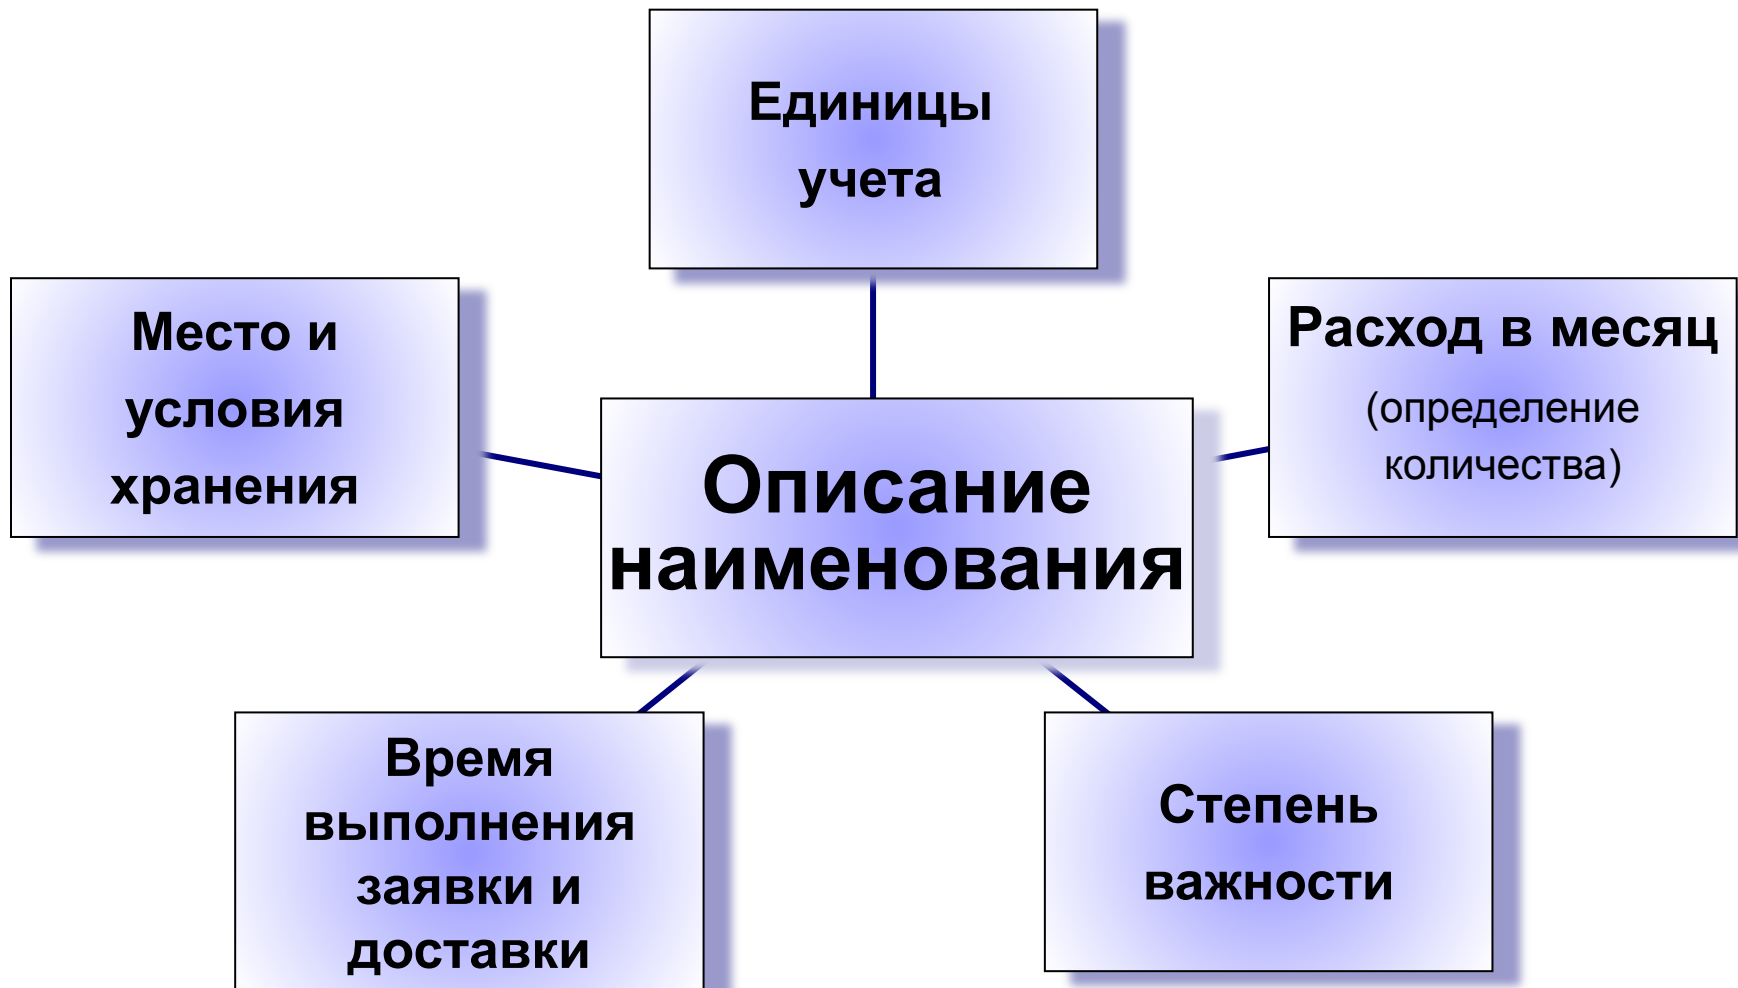 Единицы
учета
Место и
условия
хранения
Расход в месяц
(определение
количества)
Описание
наименования
Время
выполнения
заявки и
доставки
Степень
важности